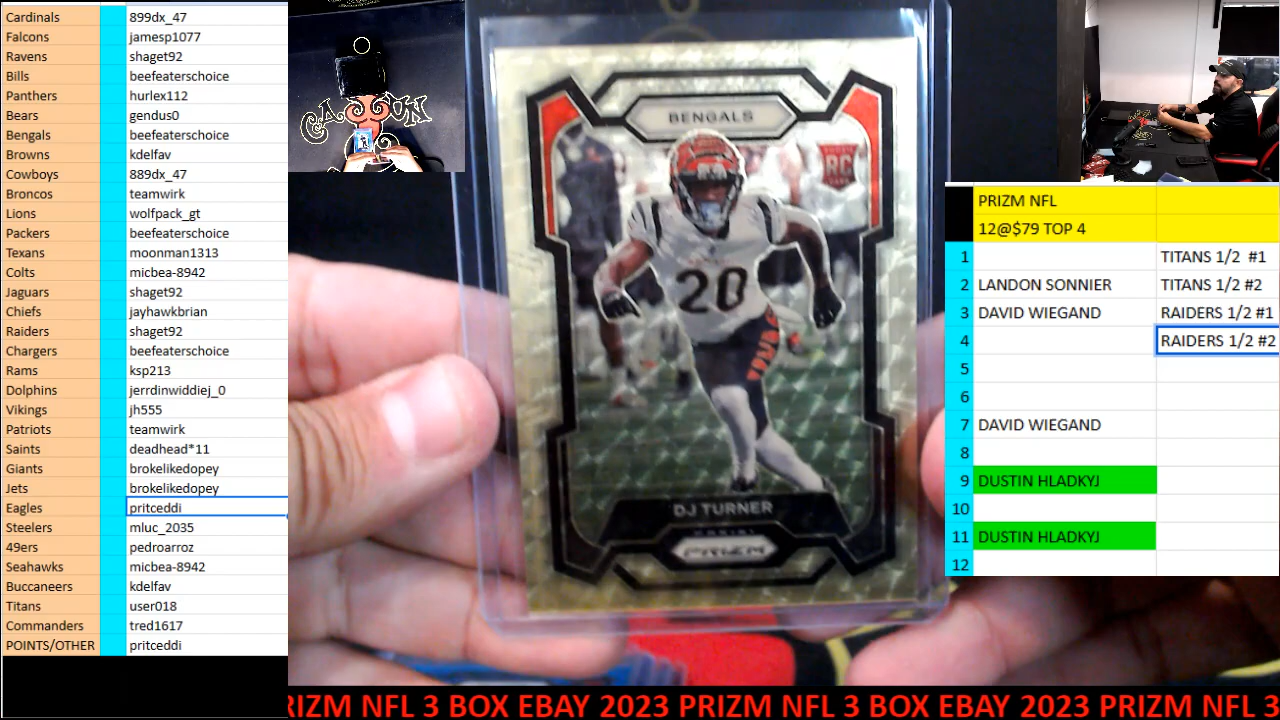 Cardinals 899dx_47
Falcons jamesp1077
Ravens shaget92
Bills beefeaterschoice
Panthers hurlex112
Bears gendus0
Bengals beefeaterschoice
Browns kdelfav
Cowboys 889dx_47
Broncos teamwirk
Lions wolfpack_gt
Packers beefeaterschoice
Texans moonman1313
Colts micbea-8942
Jaguars shaget92
Chiefs jayhawkbrian
Raiders shaget92
Chargers beefeaterschoice
Rams ksp213
Dolphins jerrdinwiddiej_0
Vikings jh555
Patriots teamwirk
Saints deadhead*11
Giants brokelikedopey
Jets brokelikedopey
Eagles pritceddi
Steelers mluc_2035
49ers pedroarroz
Seahawks micbea-8942
Buccaneers kdelfav
Titans user018
Commanders tred1617
POINTS/OTHER pritceddi
BENGALS
RC
20
DJ TURNER
PANINI
PRIZM
PRIZM NFL
12@$79 TOP 4
1 TITANS 1/2 #1
2 LANDON SONNIER TITANS 1/2 #2
3 DAVID WIEGAND RAIDERS 1/2 #1
4 RAIDERS 1/2 #2
5
6
7 DAVID WIEGAND
8
9 DUSTIN HLADKYJ
10
11 DUSTIN HLADKYJ
12
RIZM NFL 3 BOX EBAY 2023 PRIZM NFL 3 BOX EBAY 2023 PRIZM NFL 3